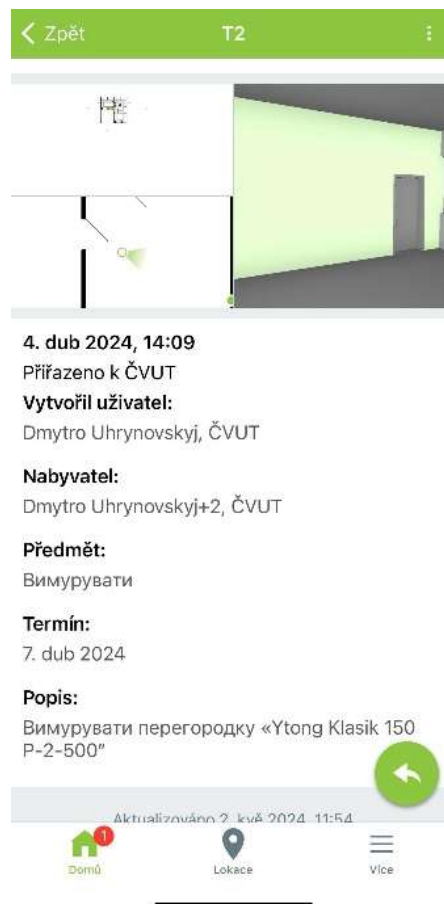 Zpět
T2
4. dub 2024, 14:09
Přiřazeno k ČVUT
Vytvořil uživatel:
Dmytro Uhrynovskyj, ČVUT
Nabyvatel:
Dmytro Uhrynovskyj+2, ČVUT
Předmět:
Вимурувати
Termín:
7. dub 2024
Popis:
Вимурувати перегородку «Ytong Klasik 150
P-2-500”
Aktualizováno 2. kvě 2024, 11:54
1
Domů
Lokace
Více